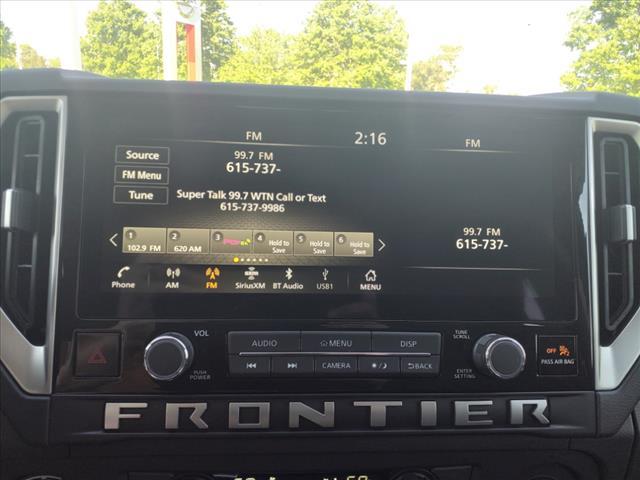 FM 2:16 FM
Source
99.7 FM
615-737-
FM Menu
Tune
Super Talk 99.7 WTN Call or Text
615-737-9986
99.7 FM
615-737-
1 102.9 FM
2 620 AM
3
4 Hold to Save
5 Hold to Save
6 Hold to Save
Phone AM FM SiriusXM BT Audio USB1 MENU
VOL
PUSH POWER
AUDIO MENU DISP
CAMERA BACK
TUNE SCROLL
ENTER SETTING
OFF
PASS AIR BAG
FRONTIER